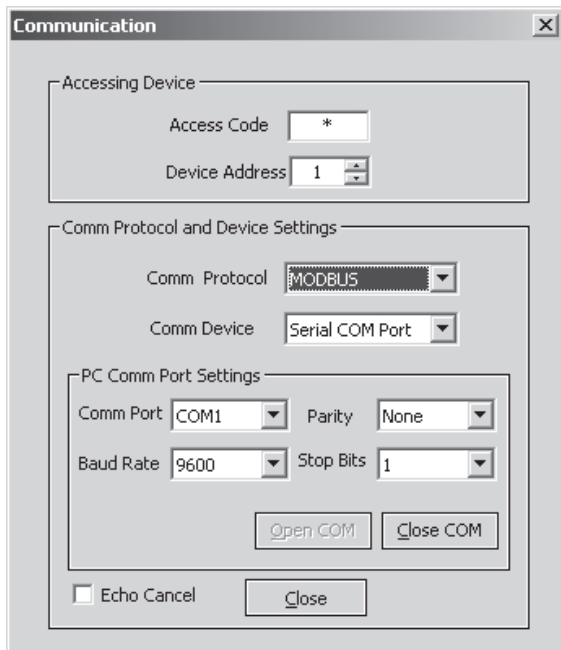 Communication
Accessing Device
Access Code *
Device Address 1
Comm Protocol and Device Settings
Comm Protocol MODBUS
Comm Device Serial COM Port
PC Comm Port Settings
Comm Port COM1 Parity None
Baud Rate 9600 Stop Bits 1
Open COM Close COM
Echo Cancel Close